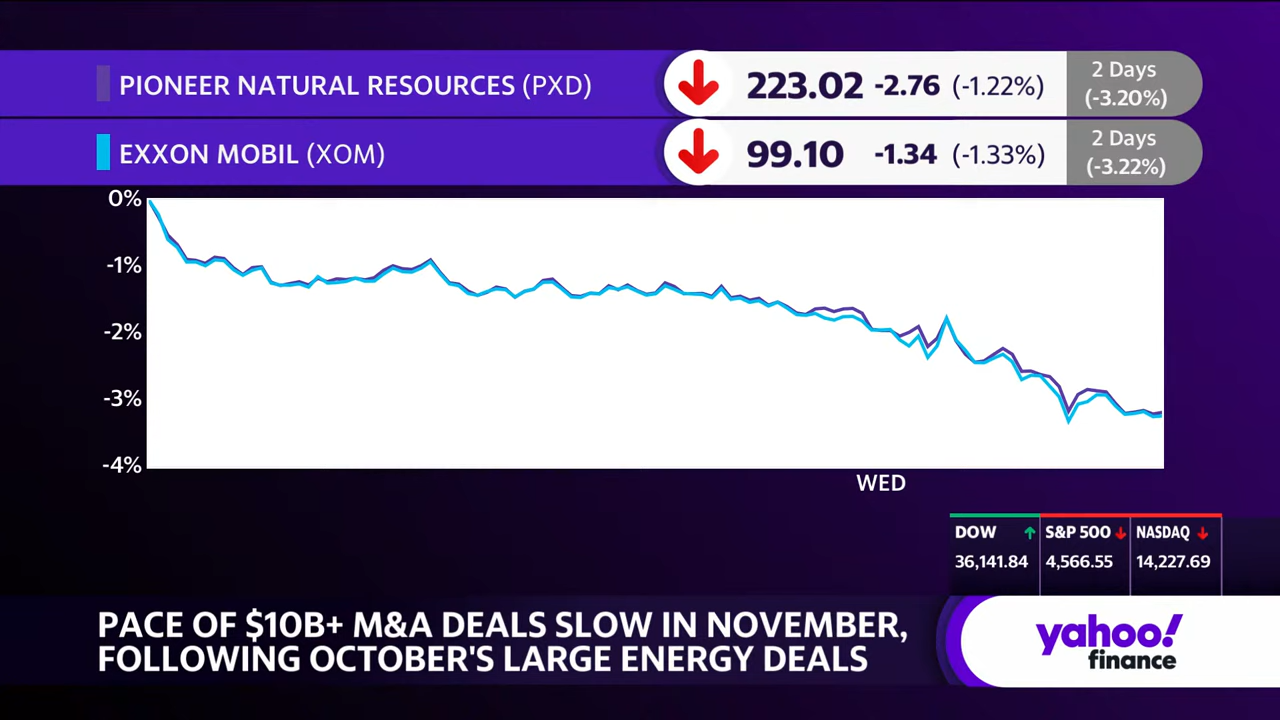 PIONEER NATURAL RESOURCES (PXD) 223.02 -2.76 (-1.22%) 2 Days (-3.20%)
EXXON MOBIL (XOM) 99.10 -1.34 (-1.33%) 2 Days (-3.22%)
0%
-1%
-2%
-3%
-4%
WED
DOW S&P 500 NASDAQ
36,141.84 4,566.55 14,227.69
PACE OF $10B+ M&A DEALS SLOW IN NOVEMBER,
FOLLOWING OCTOBER'S LARGE ENERGY DEALS
yahoo!
finance